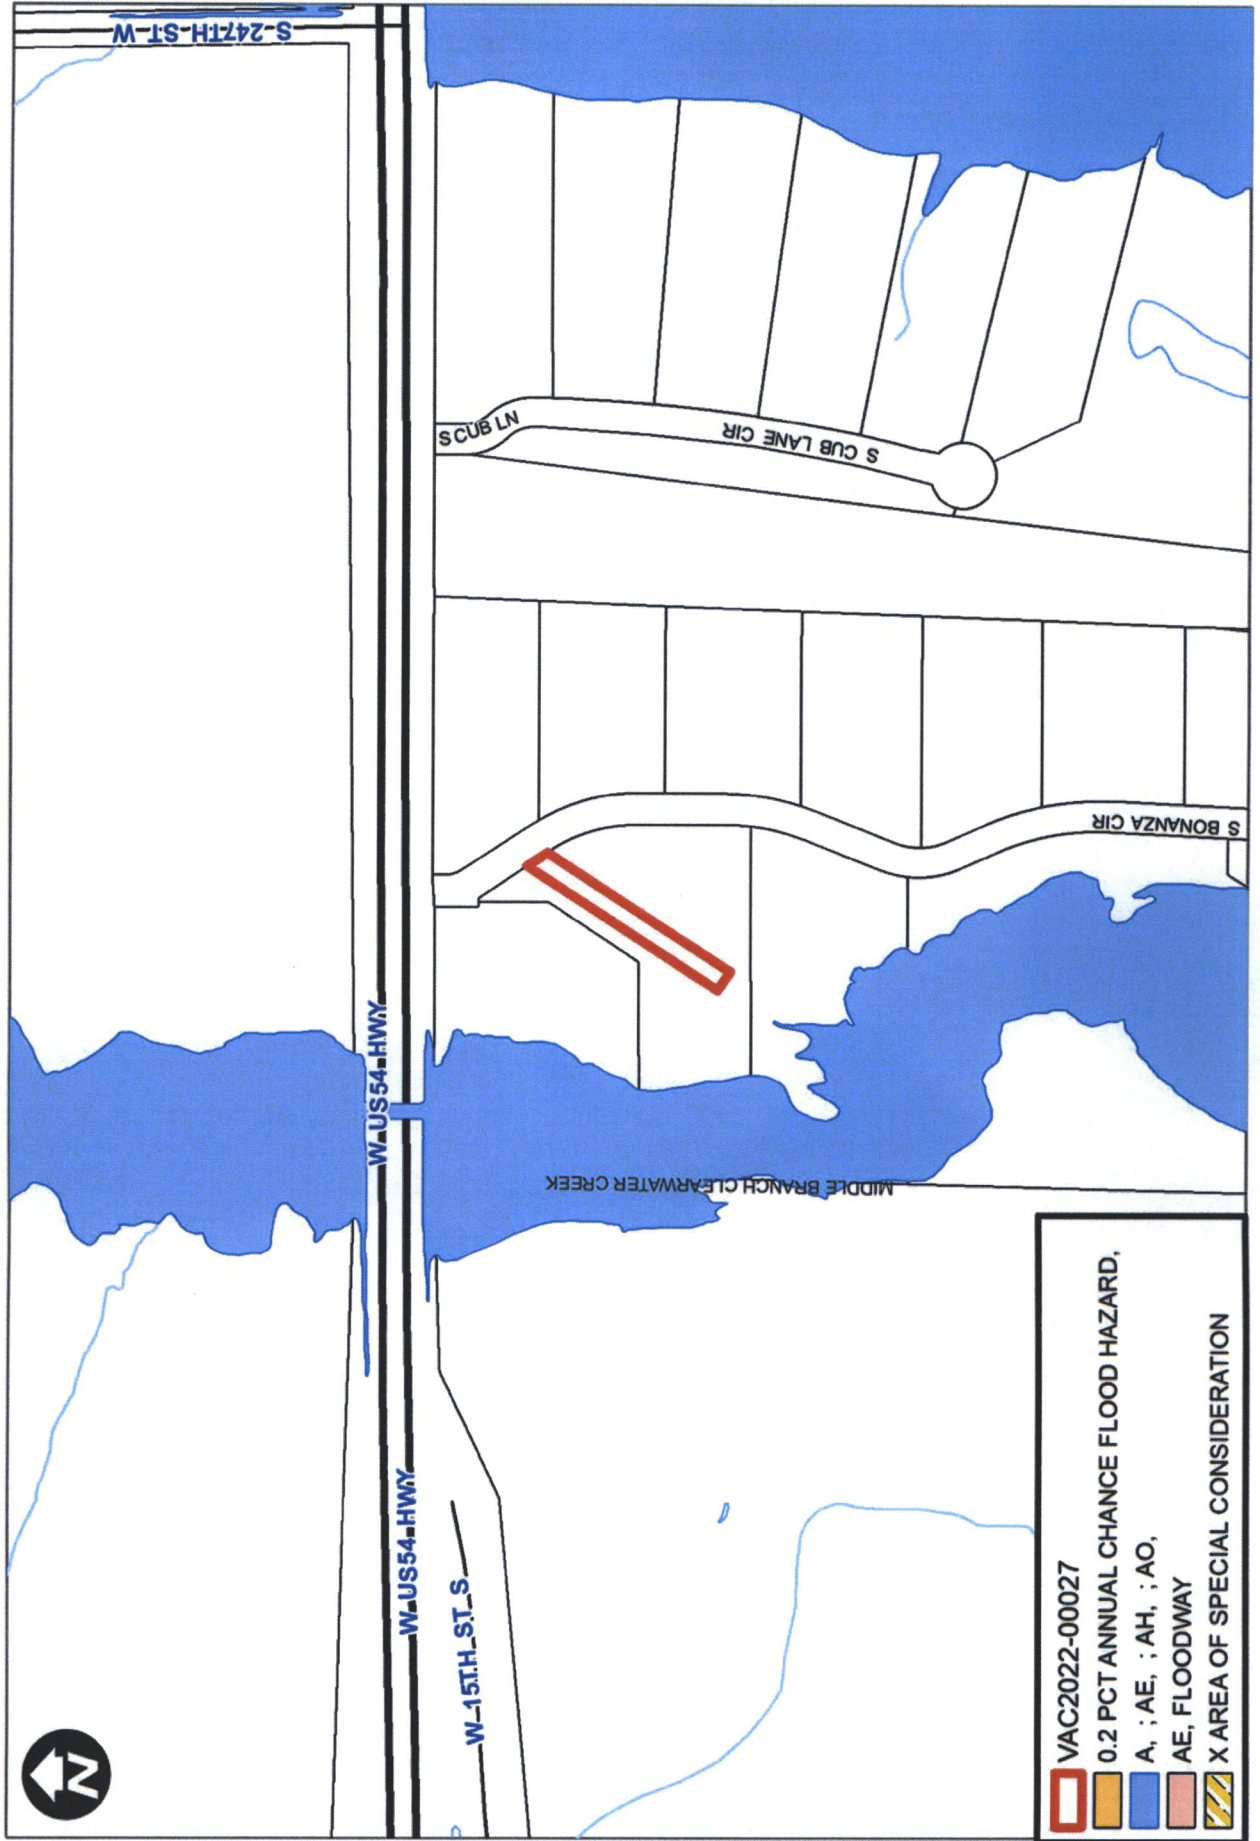 S 247TH ST W
W US54 HWY
W US54 HWY
W 15TH ST S
S CUB LN
S CUB LANE CIR
S BONANZA CIR
MIDDLE BRANCH CLEARWATER CREEK
N
VAC2022-00027
0.2 PCT ANNUAL CHANCE FLOOD HAZARD,
A, ; AE, ; AH, ; AO,
AE, FLOODWAY
X AREA OF SPECIAL CONSIDERATION